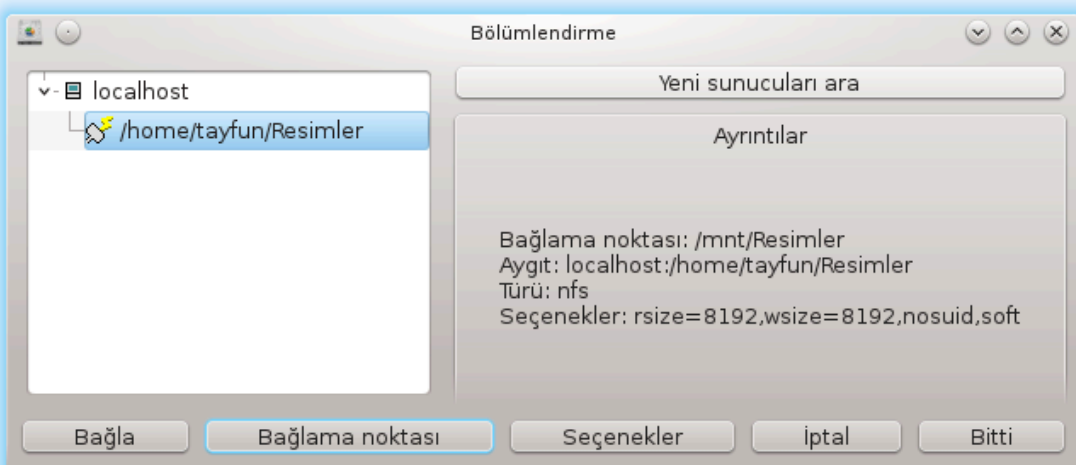 Bölümlendirme
localhost
/home/tayfun/Resimler
Yeni sunucuları ara
Ayrıntılar
Bağlama noktası: /mnt/Resimler
Aygıt: localhost:/home/tayfun/Resimler
Türü: nfs
Seçenekler: rsize=8192,wsize=8192,nosuid,soft
Bağla
Bağlama noktası
Seçenekler
İptal
Bitti